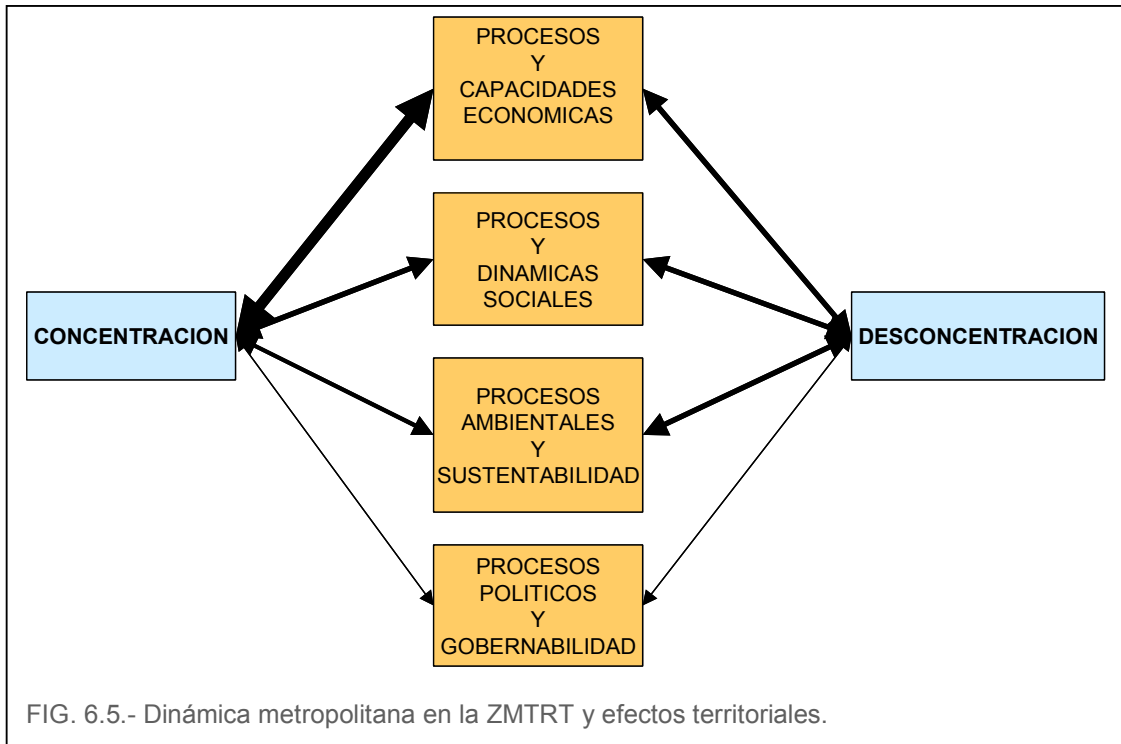 PROCESOS
Y
CAPACIDADES
ECONOMICAS
PROCESOS
Y
DINAMICAS
SOCIALES
CONCENTRACION
DESCONCENTRACION
PROCESOS
AMBIENTALES
Y
SUSTENTABILIDAD
PROCESOS
POLITICOS
Y
GOBERNABILIDAD
FIG. 6.5.- Dinámica metropolitana en la ZMTRT y efectos territoriales.